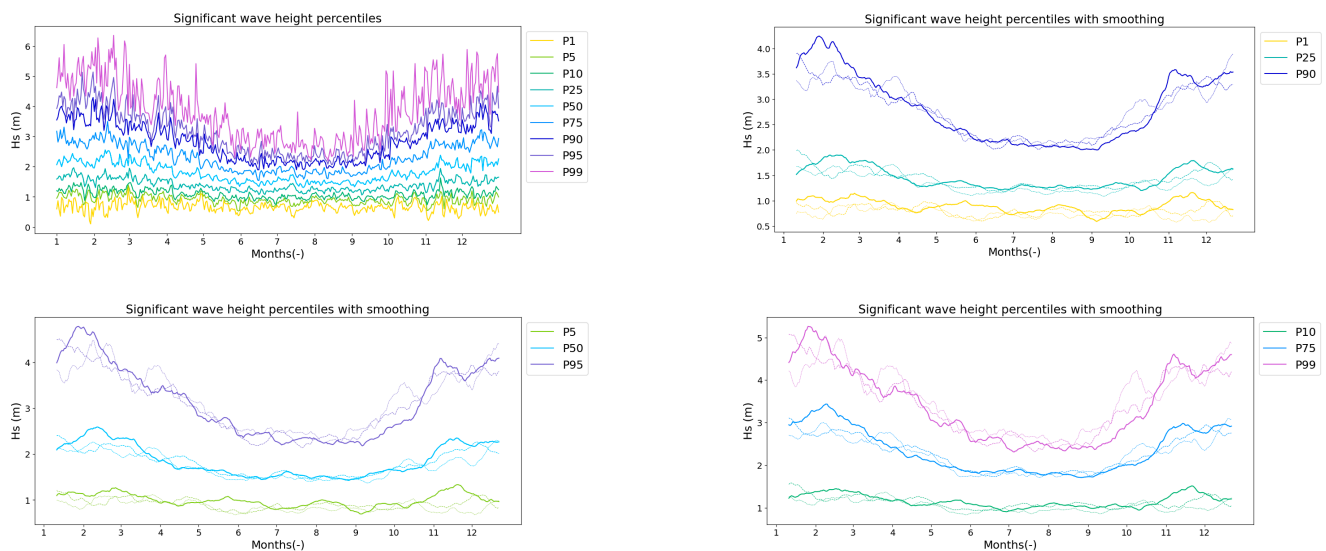 Significant wave height percentiles
Hs (m)
6
5
4
3
2
1
0
1 2 3 4 5 6 7 8 9 10 11 12
Months(-)
P1
P5
P10
P25
P50
P75
P90
P95
P99
Significant wave height percentiles with smoothing
Hs (m)
4.0
3.5
3.0
2.5
2.0
1.5
1.0
0.5
1 2 3 4 5 6 7 8 9 10 11 12
Months(-)
P1
P25
P90
Significant wave height percentiles with smoothing
Hs (m)
4
3
2
1
1 2 3 4 5 6 7 8 9 10 11 12
Months(-)
P5
P50
P95
Significant wave height percentiles with smoothing
Hs (m)
5
4
3
2
1
1 2 3 4 5 6 7 8 9 10 11 12
Months(-)
P10
P75
P99